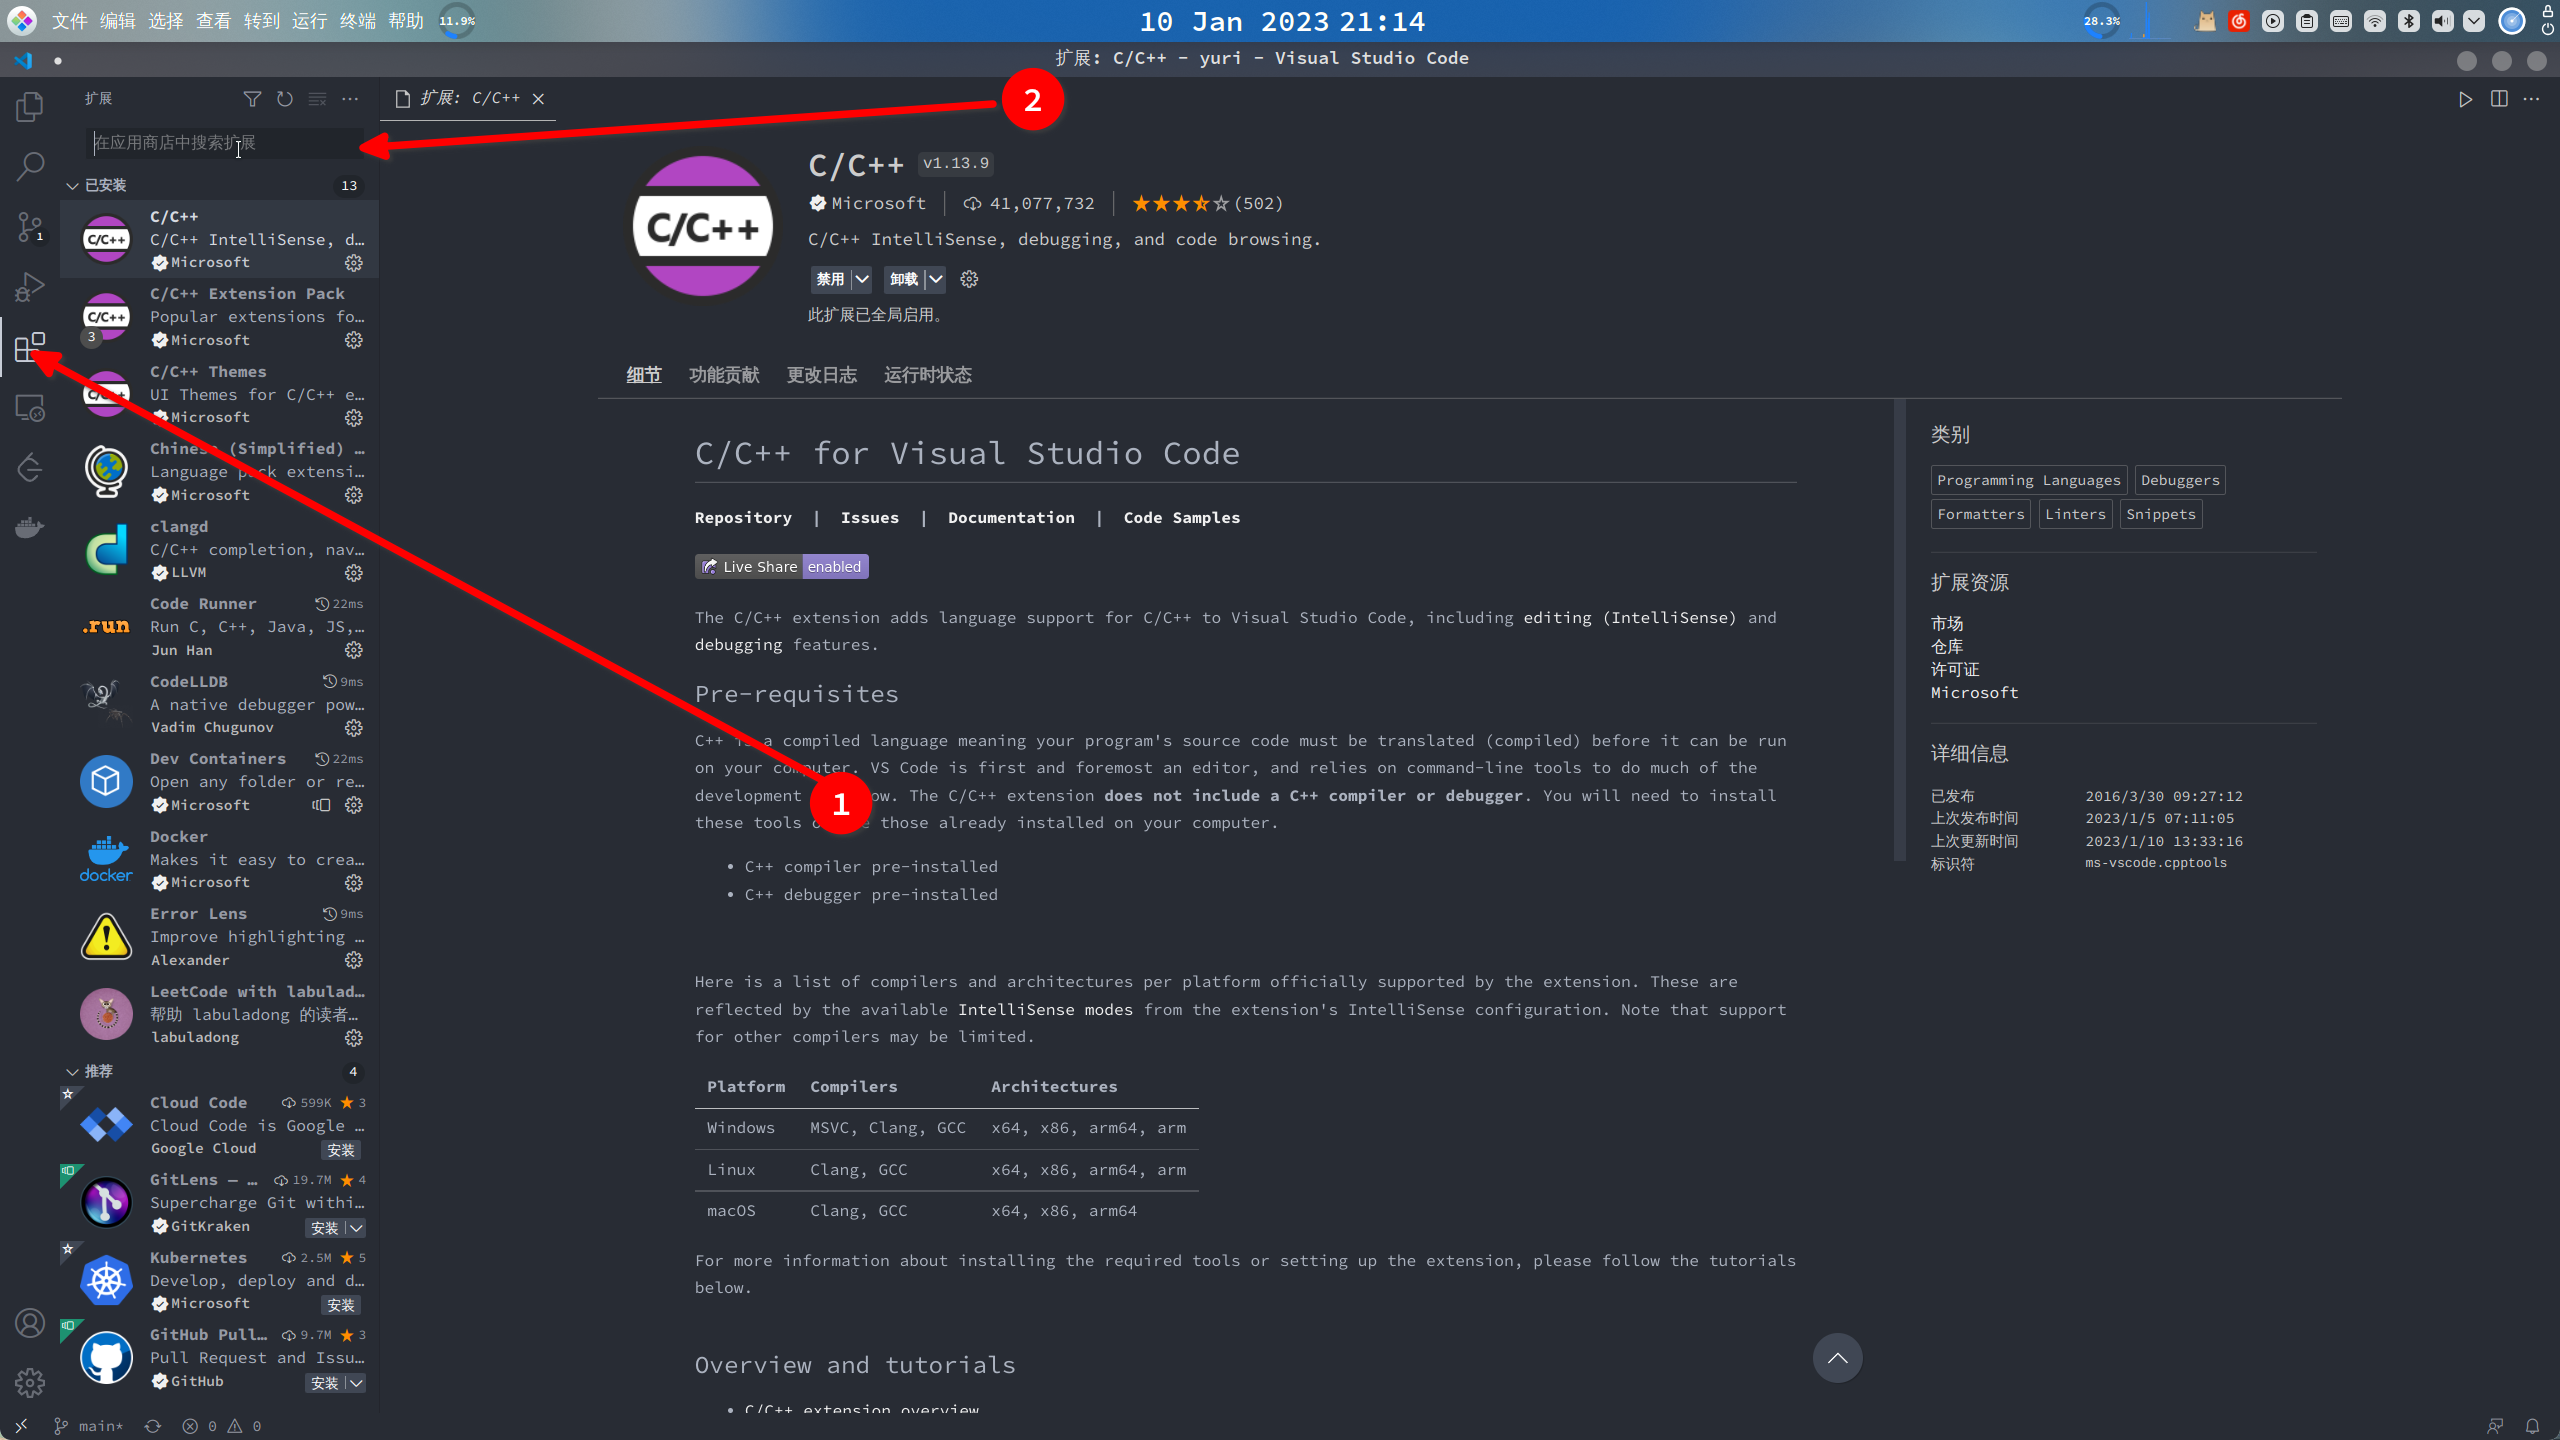 文件 编辑 选择 查看 转到 运行 终端 帮助 11.9%
10 Jan 2023 21:14
28.3%
扩展: C/C++ - yuri - Visual Studio Code
扩展
在应用商店中搜索扩展
已安装 13
C/C++
C/C++ IntelliSense, d…
Microsoft
C/C++ Extension Pack
Popular extensions fo…
3
Microsoft
C/C++ Themes
UI Themes for C/C++ e…
Microsoft
Chinese (Simplified) …
Language pack extensi…
Microsoft
clangd
C/C++ completion, nav…
LLVM
Code Runner 22ms
.run
Run C, C++, Java, JS,…
Jun Han
CodeLLDB 9ms
A native debugger pow…
Vadim Chugunov
Dev Containers 22ms
Open any folder or re…
Microsoft
Docker
Makes it easy to crea…
docker
Microsoft
Error Lens 9ms
Improve highlighting …
Alexander
LeetCode with labulad…
帮助 labuladong 的读者…
labuladong
推荐 4
Cloud Code 599K 3
Cloud Code is Google …
Google Cloud 安装
GitLens — … 19.7M 4
Supercharge Git withi…
GitKraken 安装
Kubernetes 2.5M 5
Develop, deploy and d…
Microsoft 安装
GitHub Pull… 9.7M 3
Pull Request and Issu…
GitHub 安装
1
main* 0 0
扩展: C/C++
2
1
C/C++
C/C++ v1.13.9
Microsoft 41,077,732 (502)
C/C++ IntelliSense, debugging, and code browsing.
禁用 卸载
此扩展已全局启用。
细节 功能贡献 更改日志 运行时状态
C/C++ for Visual Studio Code
Repository | Issues | Documentation | Code Samples
Live Share enabled
The C/C++ extension adds language support for C/C++ to Visual Studio Code, including editing (IntelliSense) and
debugging features.
Pre-requisites
C++ is a compiled language meaning your program's source code must be translated (compiled) before it can be run
on your computer. VS Code is first and foremost an editor, and relies on command-line tools to do much of the
development ow. The C/C++ extension does not include a C++ compiler or debugger. You will need to install
these tools those already installed on your computer.
• C++ compiler pre-installed
• C++ debugger pre-installed
Here is a list of compilers and architectures per platform officially supported by the extension. These are
reflected by the available IntelliSense modes from the extension's IntelliSense configuration. Note that support
for other compilers may be limited.
Platform Compilers Architectures
Windows MSVC, Clang, GCC x64, x86, arm64, arm
Linux Clang, GCC x64, x86, arm64, arm
macOS Clang, GCC x64, x86, arm64
For more information about installing the required tools or setting up the extension, please follow the tutorials
below.
Overview and tutorials
• C/C++ extension overview
类别
Programming Languages Debuggers
Formatters Linters Snippets
扩展资源
市场
仓库
许可证
Microsoft
详细信息
已发布 2016/3/30 09:27:12
上次发布时间 2023/1/5 07:11:05
上次更新时间 2023/1/10 13:33:16
标识符 ms-vscode.cpptools